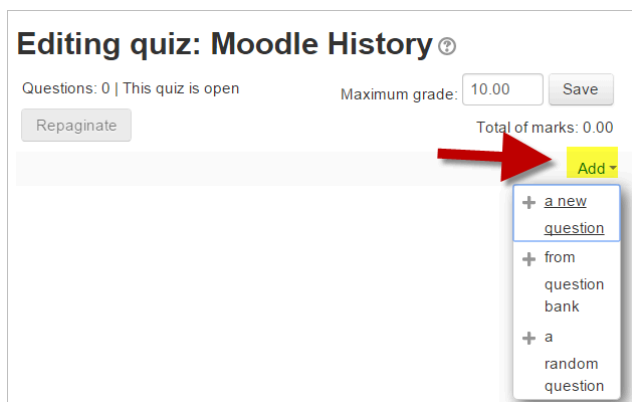 Editing quiz: Moodle History
Questions: 0 | This quiz is open
Maximum grade: 10.00 Save
Repaginate
Total of marks: 0.00
Add
a new
question
from
question
bank
a
random
question